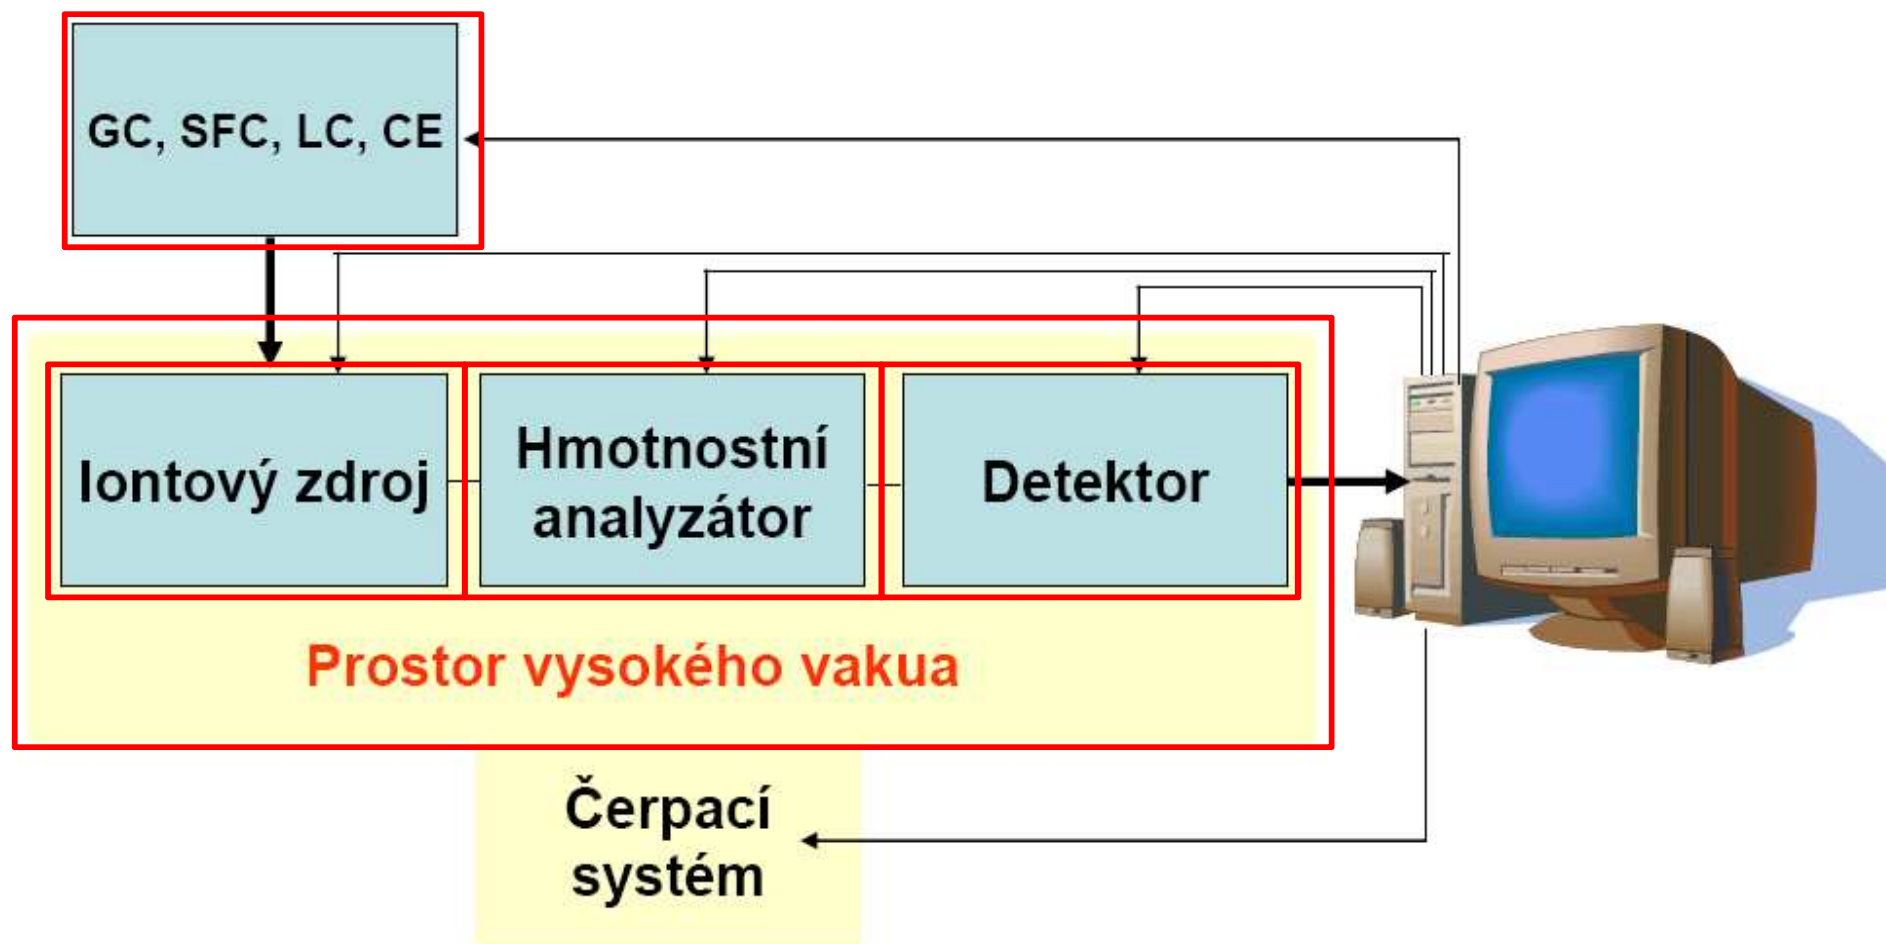 GC, SFC, LC, CE
Iontový zdroj
Hmotnostní
analyzátor
Detektor
Prostor vysokého vakua
Čerpací
systém